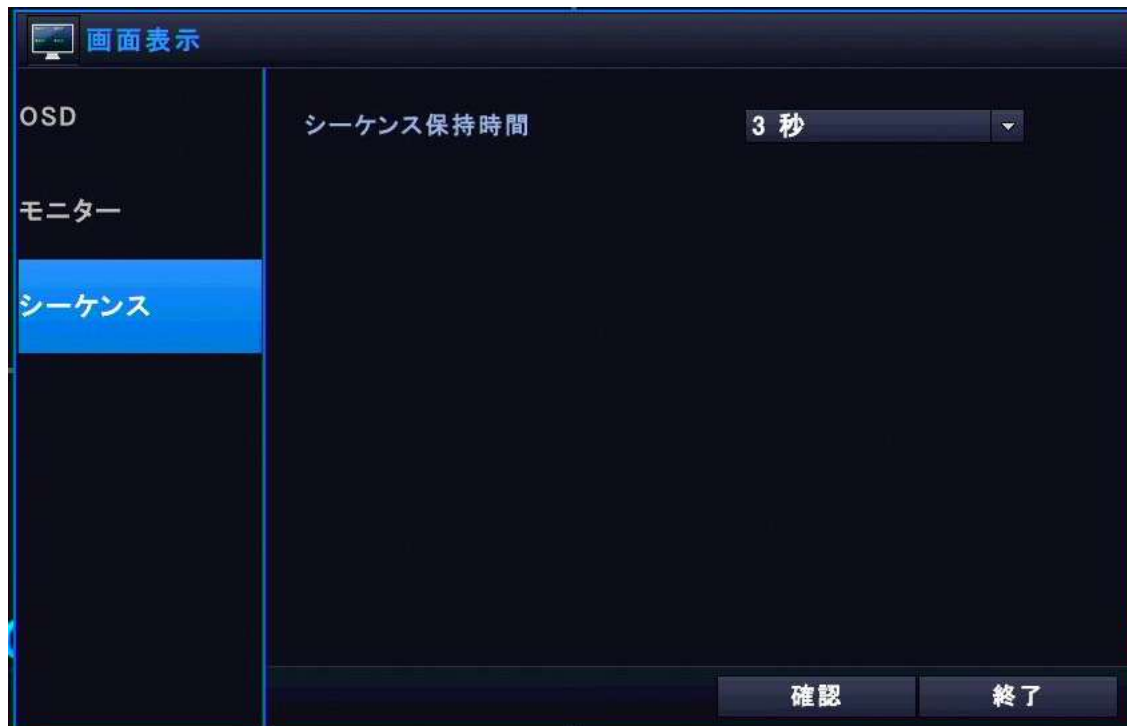 画面表示
OSD
シーケンス保持時間
3 秒
モニター
シーケンス
確認
終了